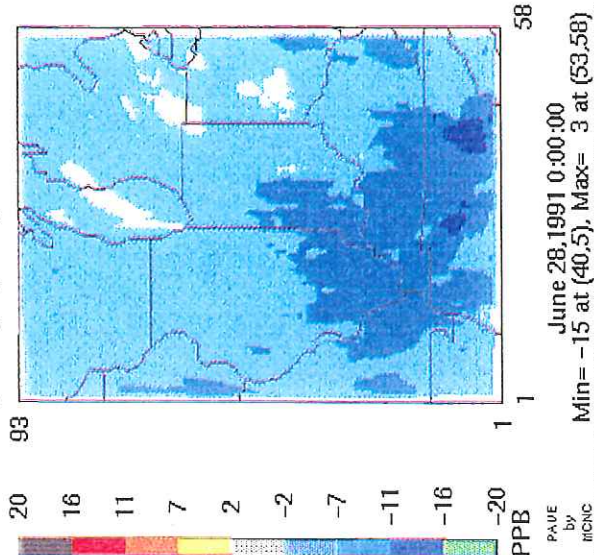 93
1
1
58
20
16
11
7
2
-2
-7
-11
-16
-20
PPB
PAVE
by
MCNC
June 28,1991 0:00:00
Min= -15 at (40,5), Max= 3 at (53,58)